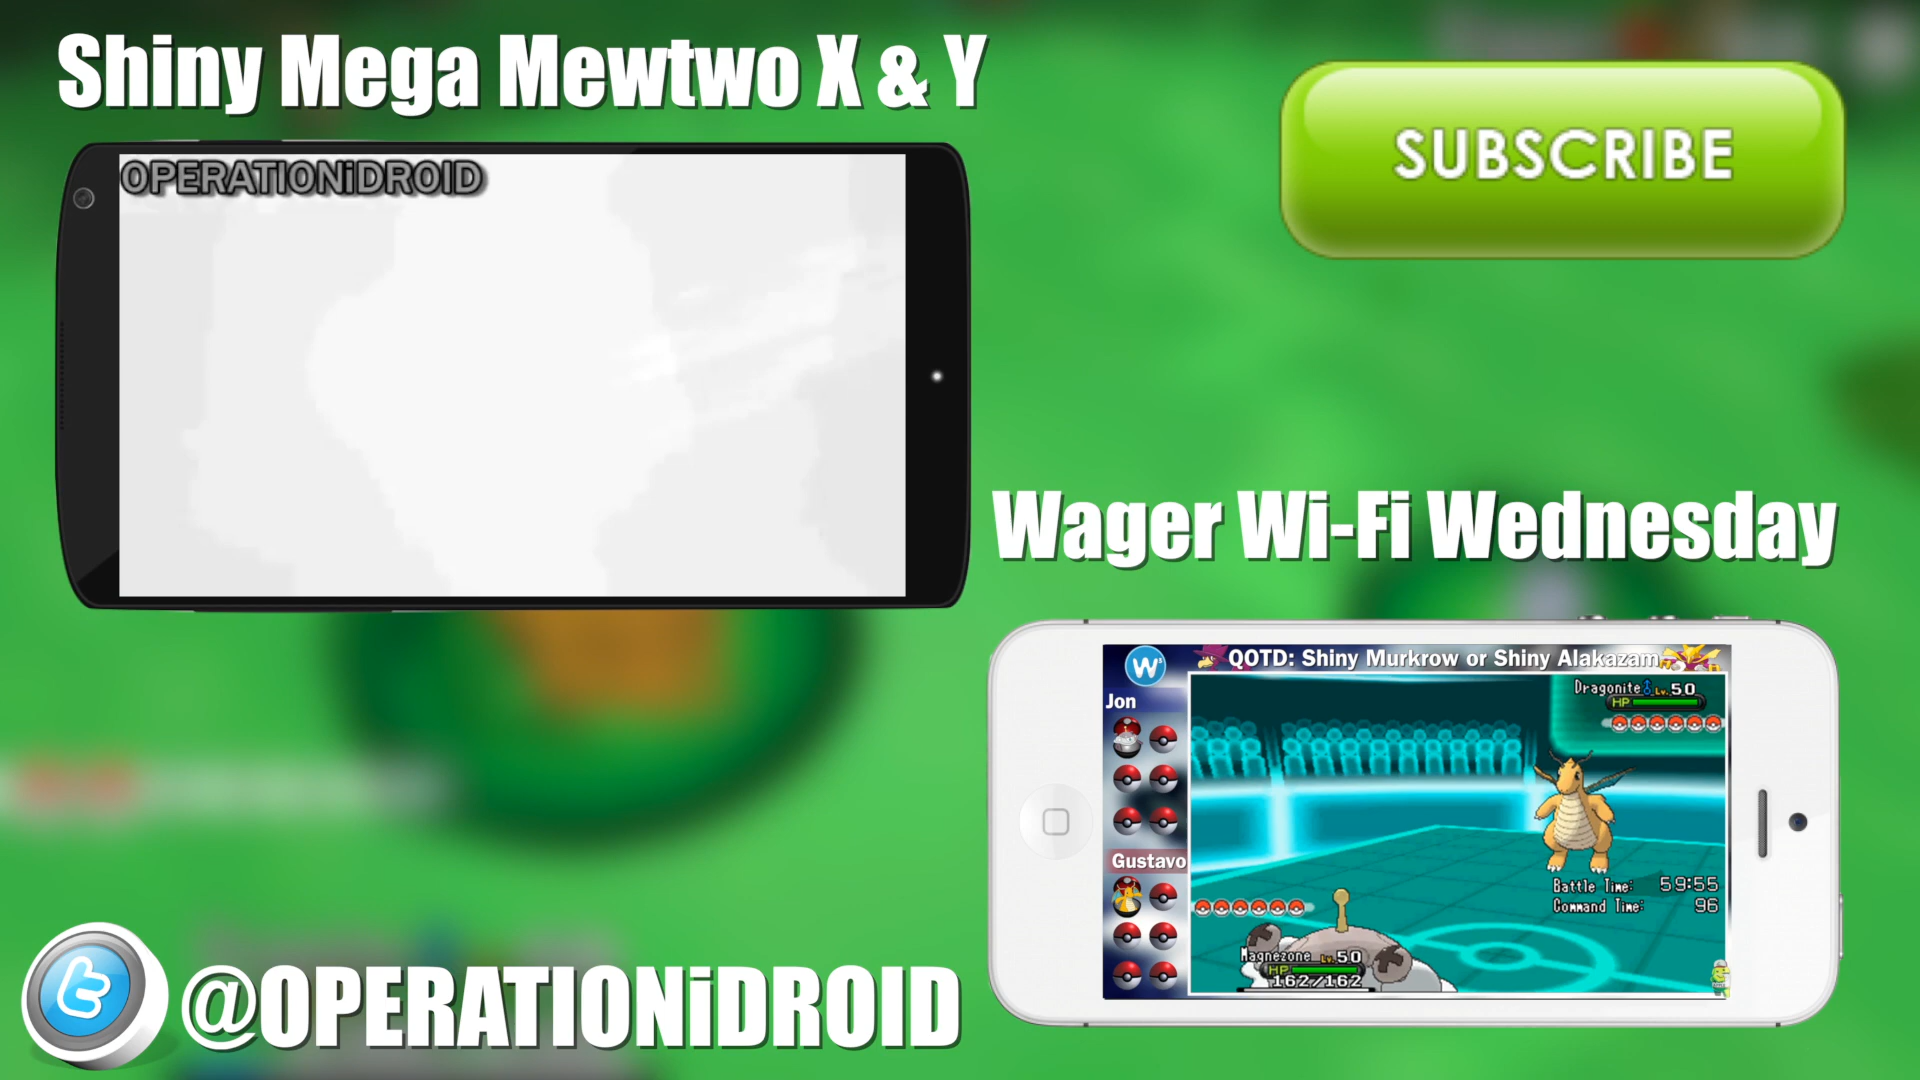 Shiny Mega Mewtwo X & Y
OPERATIONiDROID
SUBSCRIBE
Wager Wi-Fi Wednesday
W³
QOTD: Shiny Murkrow or Shiny Alakazam
Jon
Gustavo
Dragonite♂ Lv.50
HP
Battle Time: 59:55
Command Time: 96
Magnezone Lv.50
HP
162/162
@OPERATIONiDROID